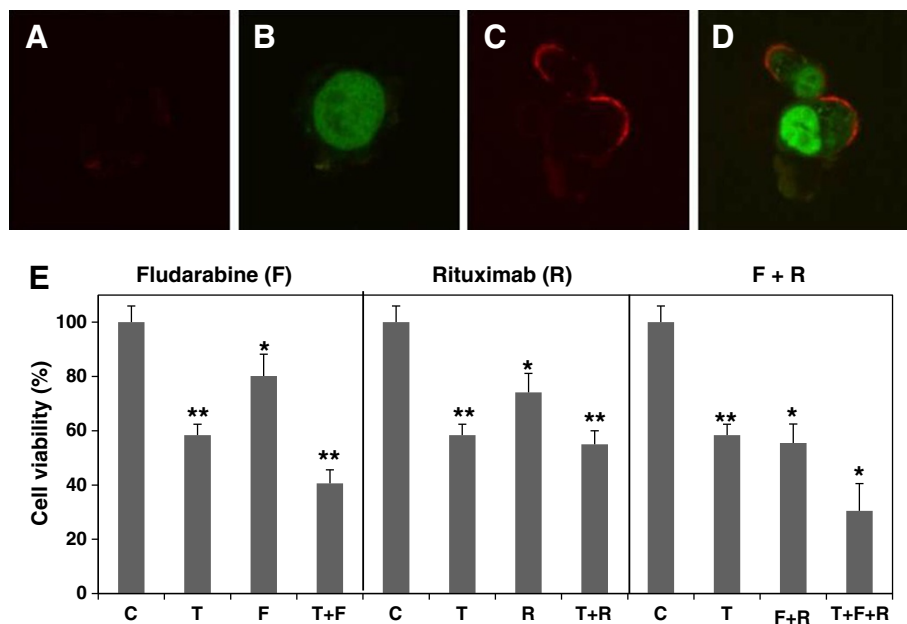 A B C D
E Fludarabine (F) Rituximab (R) F + R
Cell viability (%)
100
80
60
40
20
0
* ** **
* ** **
** * *
C T F T+F C T R T+R C T F+R T+F+R